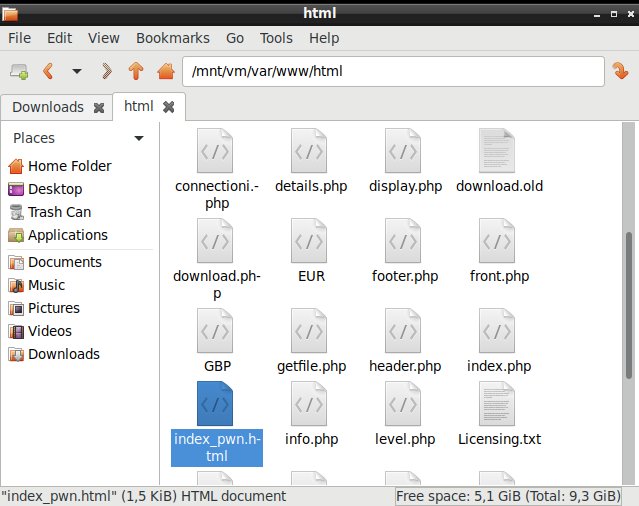 html
File Edit View Bookmarks Go Tools Help
/mnt/vm/var/www/html
Downloads html
Places
Home Folder
Desktop
Trash Can
Applications
Documents
Music
Pictures
Videos
Downloads
connectioni.-
php
details.php
display.php
download.old
download.ph-
p
EUR
footer.php
front.php
GBP
getfile.php
header.php
index.php
index_pwn.h-
tml
info.php
level.php
Licensing.txt
"index_pwn.html" (1,5 KiB) HTML document
Free space: 5,1 GiB (Total: 9,3 GiB)